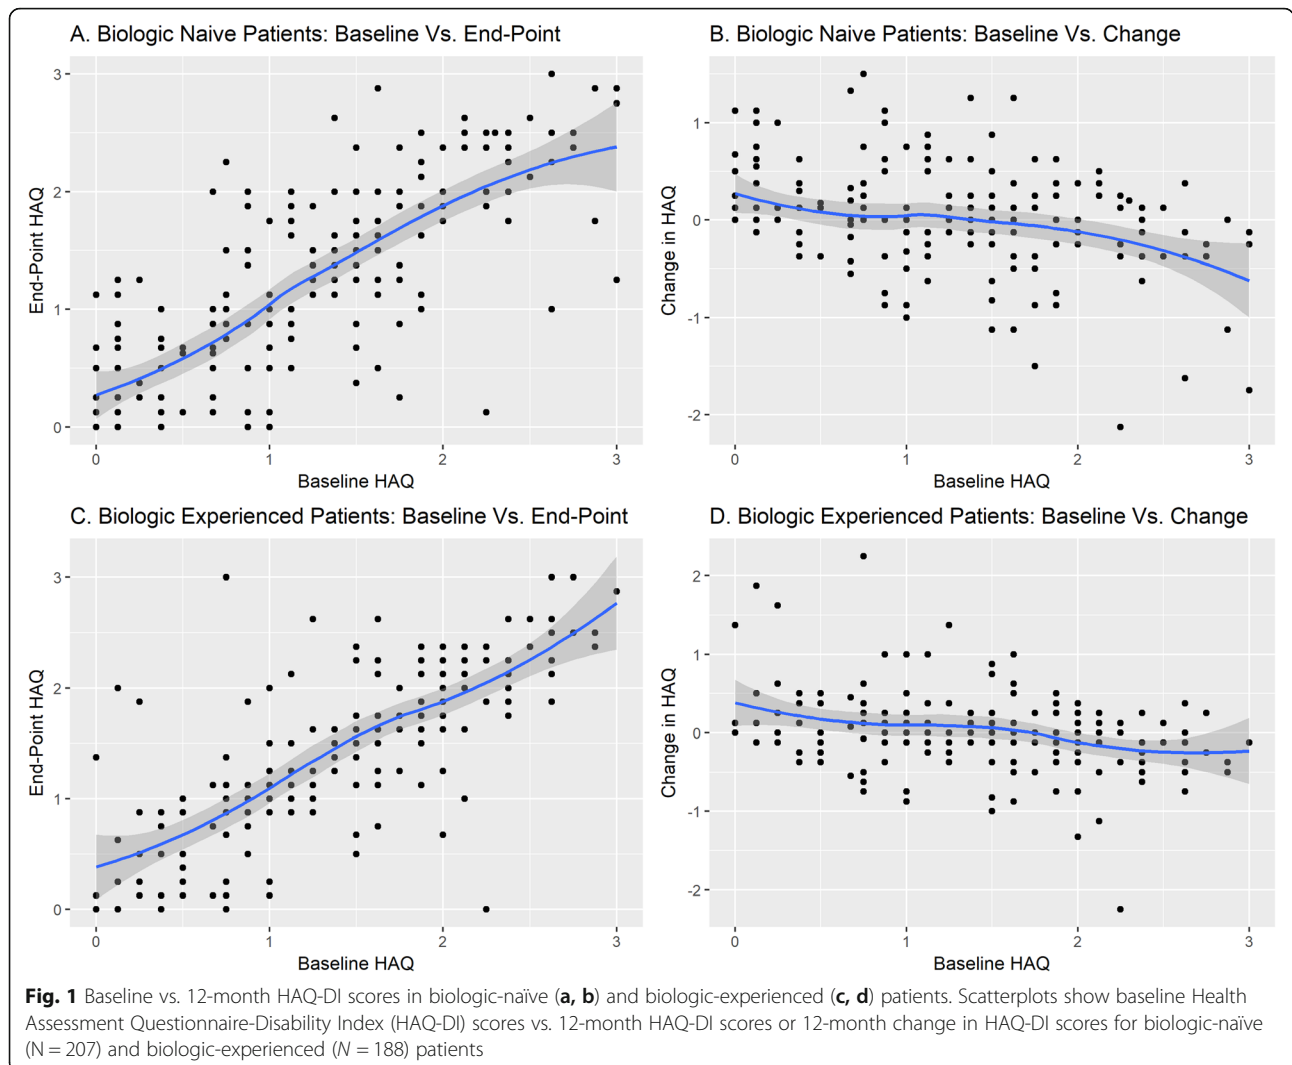 A. Biologic Naive Patients: Baseline Vs. End-Point
3
2
1
0
End-Point HAQ
0 1 2 3
Baseline HAQ
B. Biologic Naive Patients: Baseline Vs. Change
1
0
-1
-2
Change in HAQ
0 1 2 3
Baseline HAQ
C. Biologic Experienced Patients: Baseline Vs. End-Point
3
2
1
0
End-Point HAQ
0 1 2 3
Baseline HAQ
D. Biologic Experienced Patients: Baseline Vs. Change
2
1
0
-1
-2
Change in HAQ
0 1 2 3
Baseline HAQ
Fig. 1 Baseline vs. 12-month HAQ-DI scores in biologic-naïve (a, b) and biologic-experienced (c, d) patients. Scatterplots show baseline Health
Assessment Questionnaire-Disability Index (HAQ-DI) scores vs. 12-month HAQ-DI scores or 12-month change in HAQ-DI scores for biologic-naïve
(N = 207) and biologic-experienced (N = 188) patients